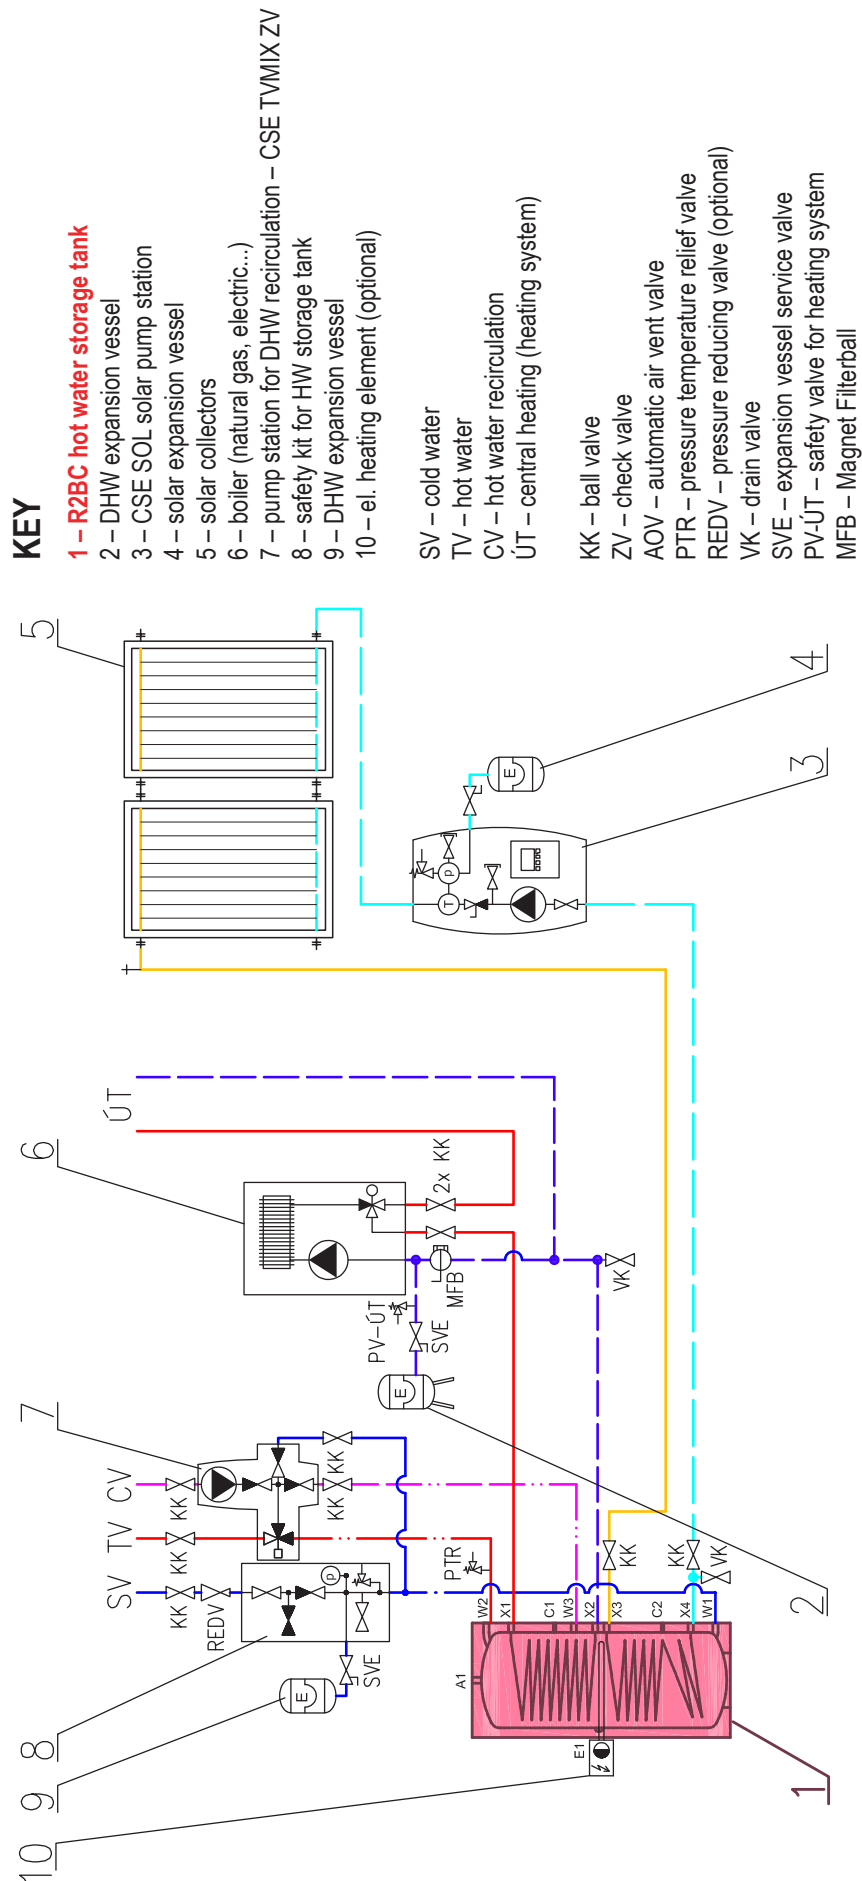 KEY
1 – R2BC hot water storage tank
2 – DHW expansion vessel
3 – CSE SOL solar pump station
4 – solar expansion vessel
5 – solar collectors
6 – boiler (natural gas, electric...)
7 – pump station for DHW recirculation – CSE TVMIX ZV
8 – safety kit for HW storage tank
9 – DHW expansion vessel
10 – el. heating element (optional)
SV – cold water
TV – hot water
CV – hot water recirculation
ÚT – central heating (heating system)
KK – ball valve
ZV – check valve
AOV – automatic air vent valve
PTR – pressure temperature relief valve
REDV – pressure reducing valve (optional)
VK – drain valve
SVE – expansion vessel service valve
PV-ÚT – safety valve for heating system
MFB – Magnet Filterball
10
9
8
7
6
5
SV
TV
CV
ÚT
KK
KK
KK
REDV
KK
KK
P
E
SVE
PV-ÚT
SVE
E
MFB
2x KK
T
p
E
PTR
VK
KK
KK
VK
A1
E1
W2
X1
C1
W3
X2
X3
C2
X4
W1
1
2
3
4